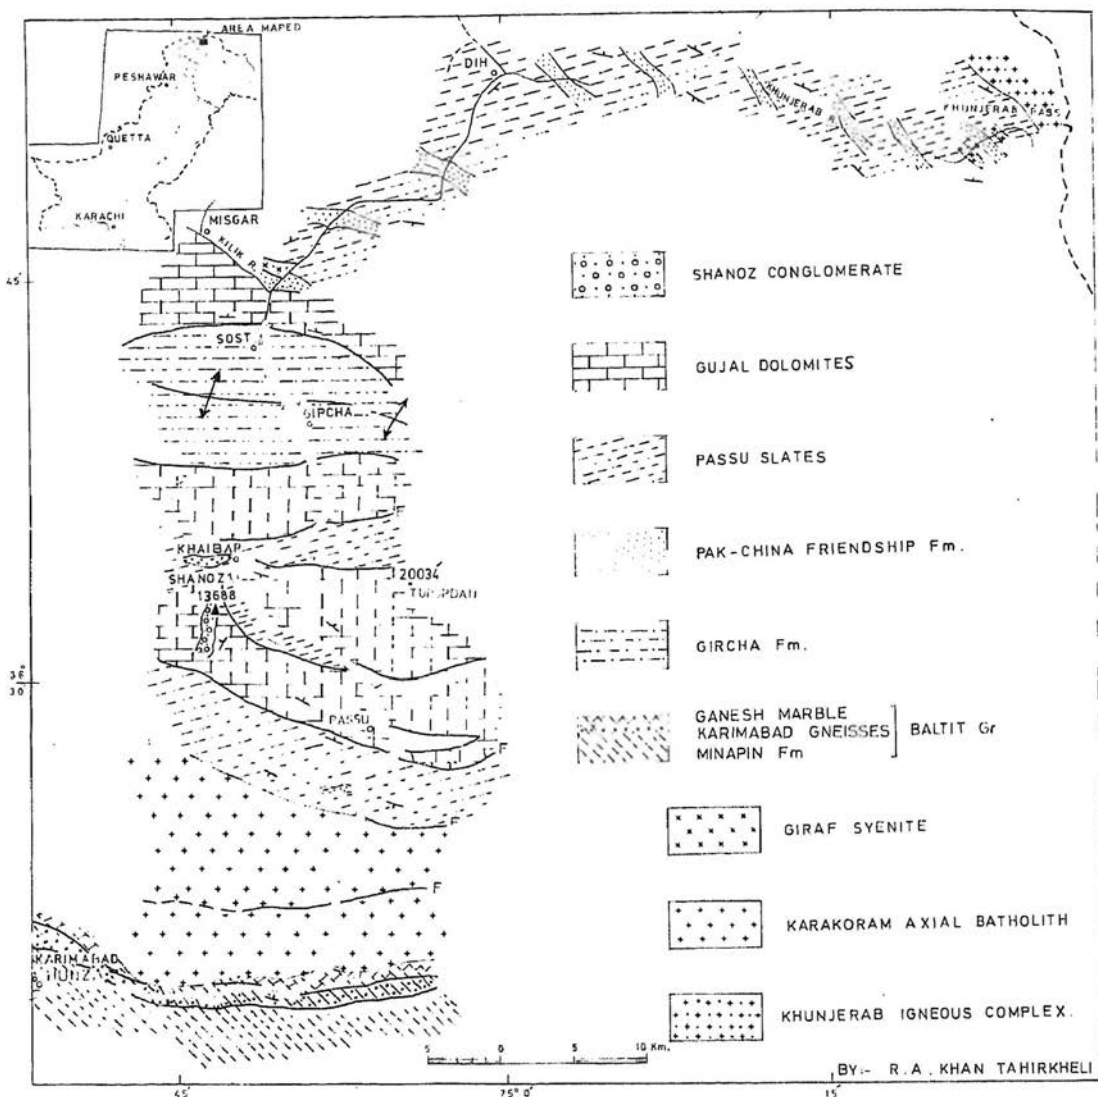 AREA MAPED
PESHAWAR
QUETTA
KARACHI
MISGAR
KILIK R.
DIH
KHUNJERAB R.
KHUNJERAB PASS
45'
SOST
GIPCHA
F
KHAIBAR
SHANOZ
13688
20034
PASSU
F
36
30'
F
F
KARIMABAD
HUNZA
SHANOZ CONGLOMERATE
GUJAL DOLOMITES
PASSU SLATES
PAK-CHINA FRIENDSHIP Fm.
GIRCHA Fm.
GANESH MARBLE
KARIMABAD GNEISSES
MINAPIN Fm
BALTIT Gr
GIRAF SYENITE
KARAKORAM AXIAL BATHOLITH
KHUNJERAB IGNEOUS COMPLEX.
5 0 5 10 Km.
BY:- R.A. KHAN TAHIRKHELI
45' 75° 0' 15'